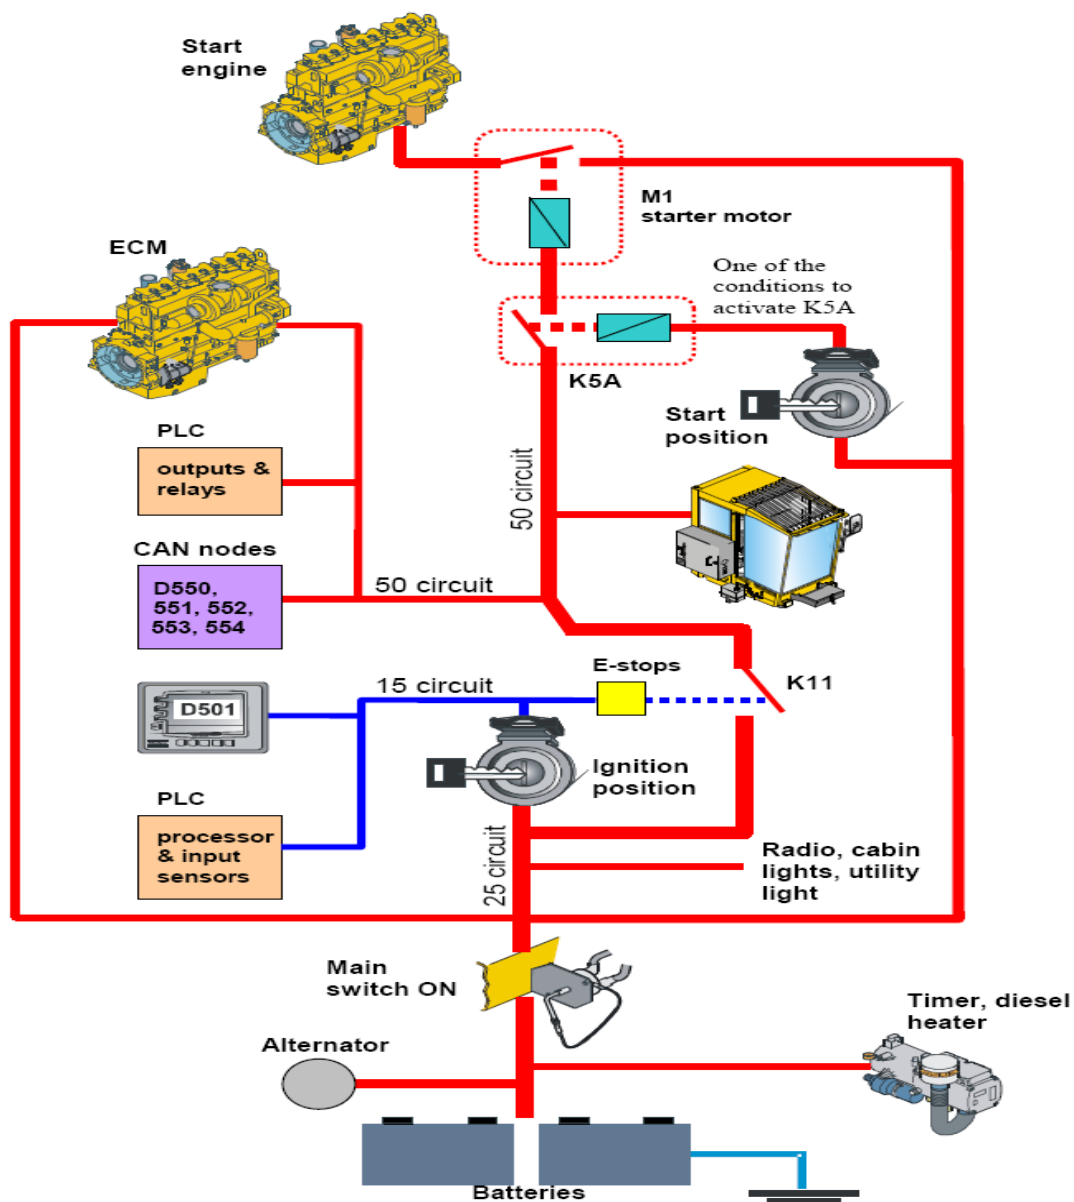 Start
engine
M1
starter motor
ECM
One of the
conditions to
activate K5A
K5A
Start
position
PLC
outputs &
relays
50 circuit
CAN nodes
D550,
551, 552,
553, 554
50 circuit
E-stops
K11
15 circuit
D501
Ignition
position
PLC
processor
& input
sensors
25 circuit
Radio, cabin
lights, utility
light
Main
switch ON
Timer, diesel
heater
Alternator
Batteries